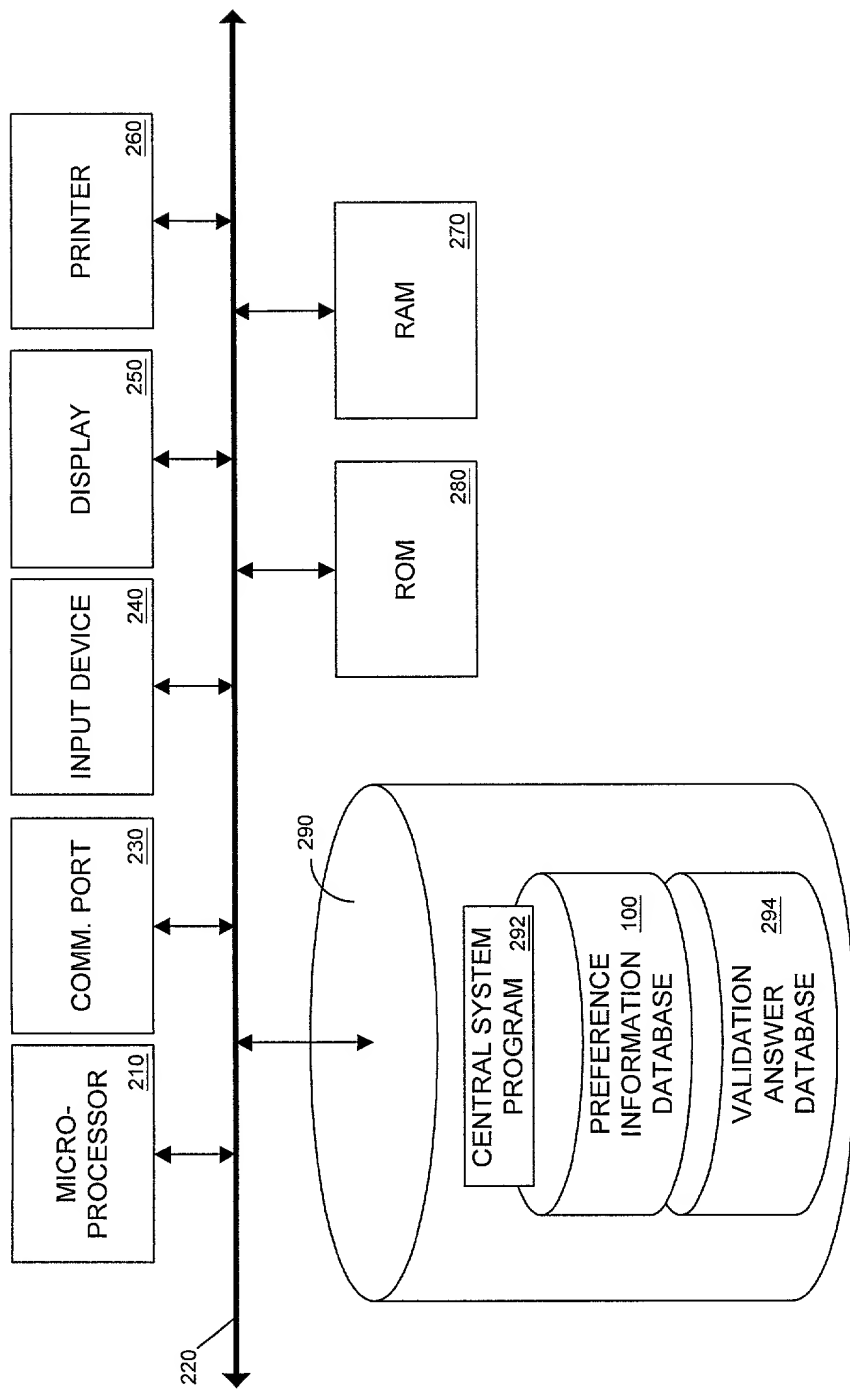 MICRO-
PROCESSOR
210
COMM. PORT
230
INPUT DEVICE
240
DISPLAY
250
PRINTER
260
220
290
CENTRAL SYSTEM
PROGRAM
292
PREFERENCE
INFORMATION
DATABASE
100
VALIDATION
ANSWER
DATABASE
294
ROM
280
RAM
270